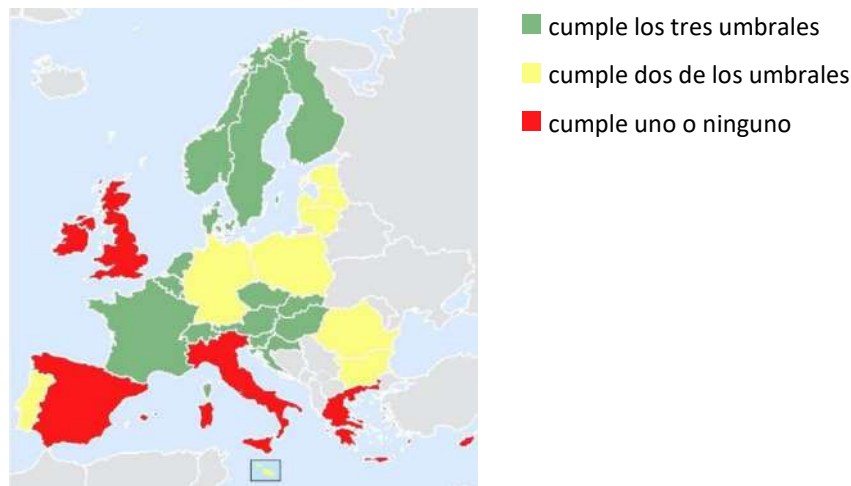 cumple los tres umbrales
cumple dos de los umbrales
cumple uno o ninguno